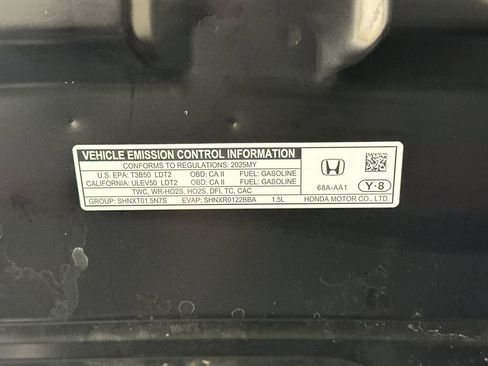 VEHICLE EMISSION CONTROL INFORMATION
CONFORMS TO REGULATIONS: 2025MY
U.S. EPA: T3B50 LDT2 OBD: CA II FUEL: GASOLINE
CALIFORNIA: ULEV50 LDT2 OBD: CA II FUEL: GASOLINE
TWC, WR-HO2S, HO2S, DFI, TC, CAC
GROUP: SHNXT01.5N7S EVAP: SHNXR0122BBA 1.5L
68A-AA1 Y-8
HONDA MOTOR CO., LTD.